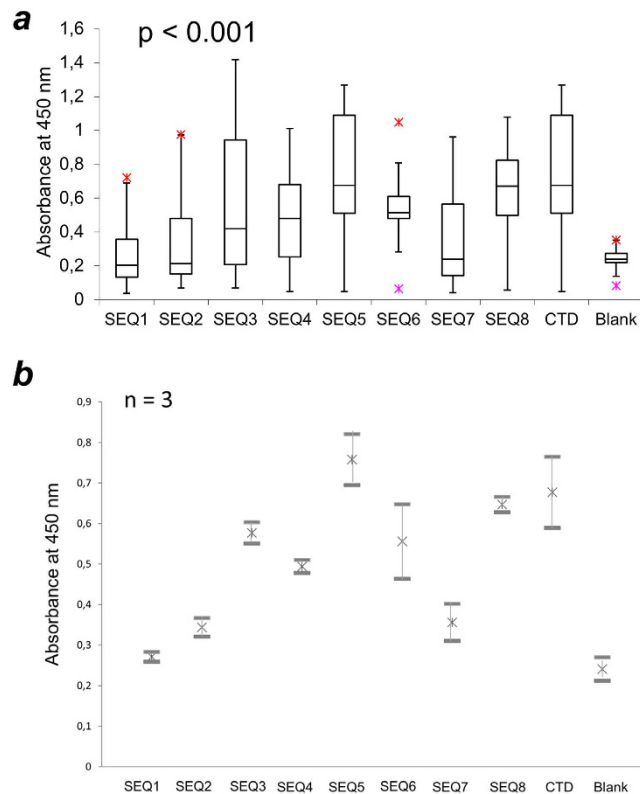 a
p < 0.001
Absorbance at 450 nm
1,6
1,4
1,2
1
0,8
0,6
0,4
0,2
0
SEQ1 SEQ2 SEQ3 SEQ4 SEQ5 SEQ6 SEQ7 SEQ8 CTD Blank
b
n = 3
Absorbance at 450 nm
0,9
0,8
0,7
0,6
0,5
0,4
0,3
0,2
0,1
0
SEQ1 SEQ2 SEQ3 SEQ4 SEQ5 SEQ6 SEQ7 SEQ8 CTD Blank